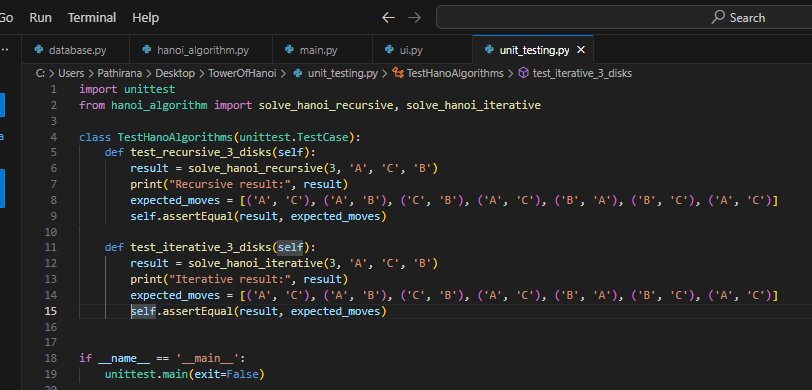 Go Run Terminal Help Search
database.py hanoi_algorithm.py main.py ui.py unit_testing.py
C: > Users > Pathirana > Desktop > TowerOfHanoi > unit_testing.py > TestHanoAlgorithms > test_iterative_3_disks
1 import unittest
2 from hanoi_algorithm import solve_hanoi_recursive, solve_hanoi_iterative
3
4 class TestHanoAlgorithms(unittest.TestCase):
5 def test_recursive_3_disks(self):
6 result = solve_hanoi_recursive(3, 'A', 'C', 'B')
7 print("Recursive result:", result)
8 expected_moves = [('A', 'C'), ('A', 'B'), ('C', 'B'), ('A', 'C'), ('B', 'A'), ('B', 'C'), ('A', 'C')]
9 self.assertEqual(result, expected_moves)
10
11 def test_iterative_3_disks(self):
12 result = solve_hanoi_iterative(3, 'A', 'C', 'B')
13 print("Iterative result:", result)
14 expected_moves = [('A', 'C'), ('A', 'B'), ('C', 'B'), ('A', 'C'), ('B', 'A'), ('B', 'C'), ('A', 'C')]
15 self.assertEqual(result, expected_moves)
16
17
18 if __name__ == '__main__':
19 unittest.main(exit=False)
20